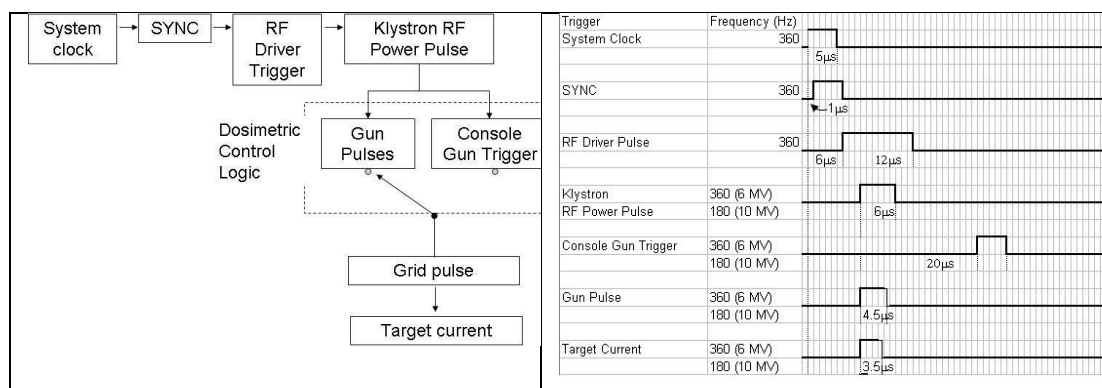 System
clock
SYNC
RF
Driver
Trigger
Klystron RF
Power Pulse
Dosimetric
Control
Logic
Gun
Pulses
Console
Gun Trigger
Grid pulse
Target current
Trigger Frequency (Hz)
System Clock 360
5µs
SYNC 360
1µs
RF Driver Pulse 360
6µs 12µs
Klystron 360 (6 MV)
RF Power Pulse 180 (10 MV) 6µs
Console Gun Trigger 360 (6 MV)
180 (10 MV) 20µs
Gun Pulse 360 (6 MV)
180 (10 MV) 4.5µs
Target Current 360 (6 MV)
180 (10 MV) 3.5µs